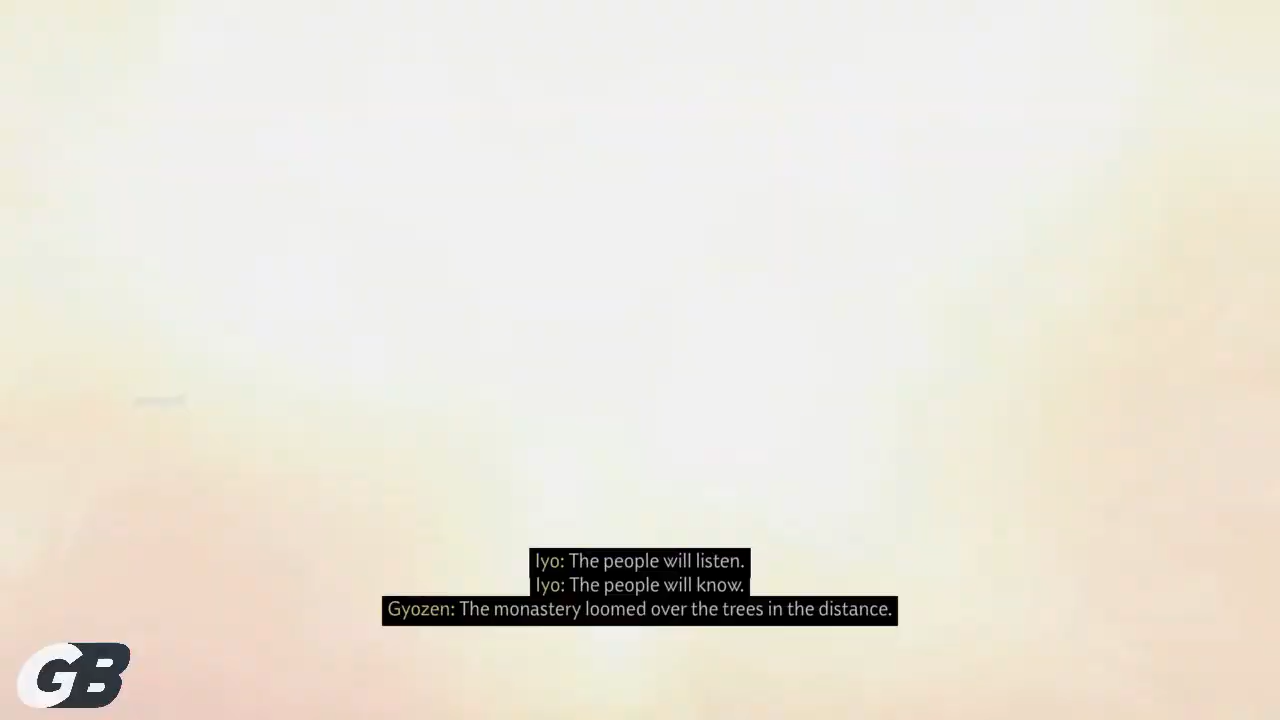 Iyo: The people will listen.
Iyo: The people will know.
Gyozen: The monastery loomed over the trees in the distance.
GB